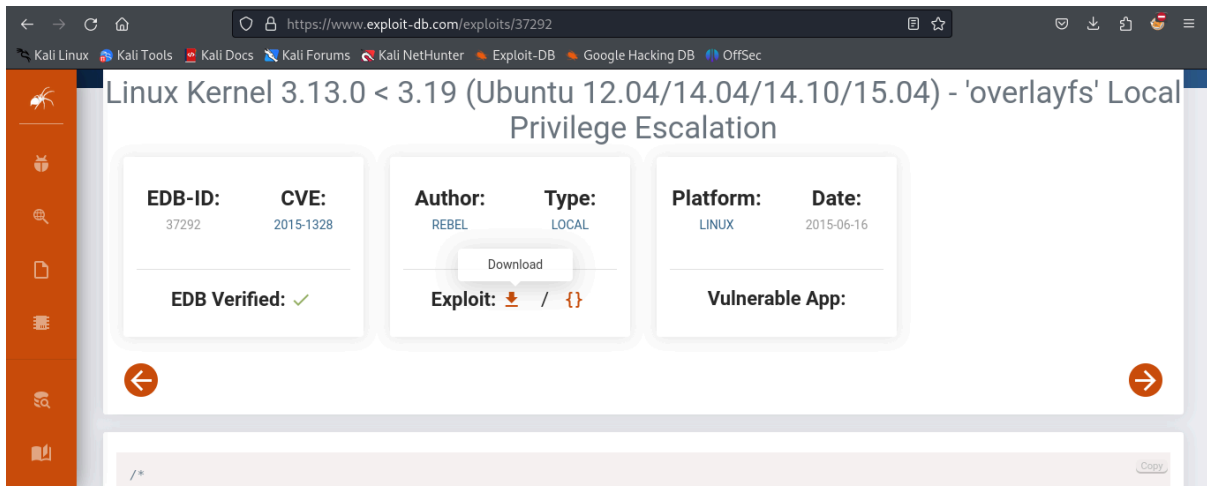 https://www.exploit-db.com/exploits/37292
Kali Linux Kali Tools Kali Docs Kali Forums Kali NetHunter Exploit-DB Google Hacking DB OffSec
Linux Kernel 3.13.0 < 3.19 (Ubuntu 12.04/14.04/14.10/15.04) - 'overlayfs' Local
Privilege Escalation
EDB-ID: CVE: Author: Type: Platform: Date:
37292 2015-1328 REBEL LOCAL LINUX 2015-06-16
Download
EDB Verified: Exploit: / {} Vulnerable App:
/*
Copy